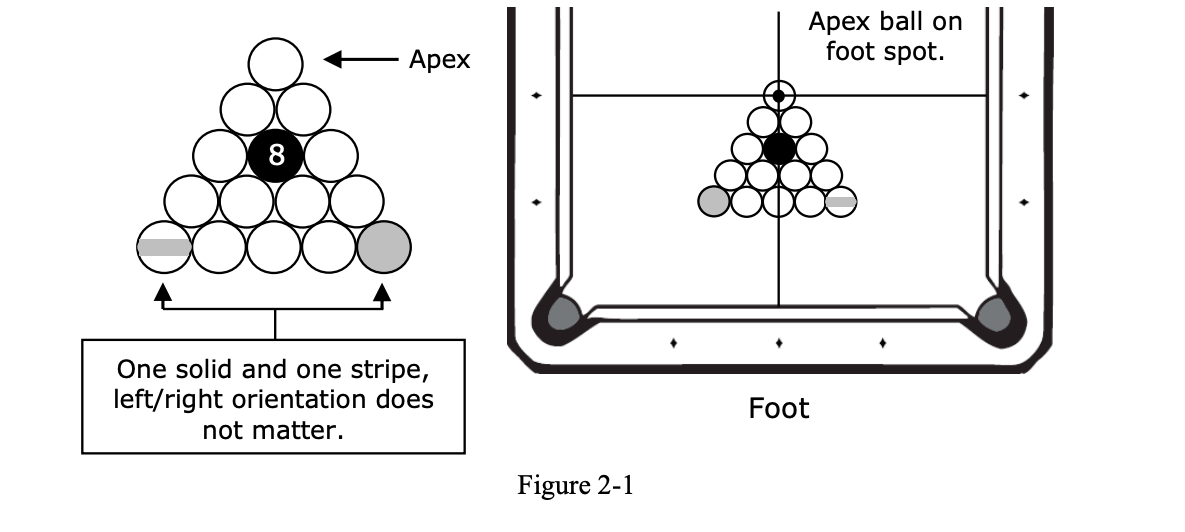 Apex
8
One solid and one stripe,
left/right orientation does
not matter.
Apex ball on
foot spot.
Foot
Figure 2-1